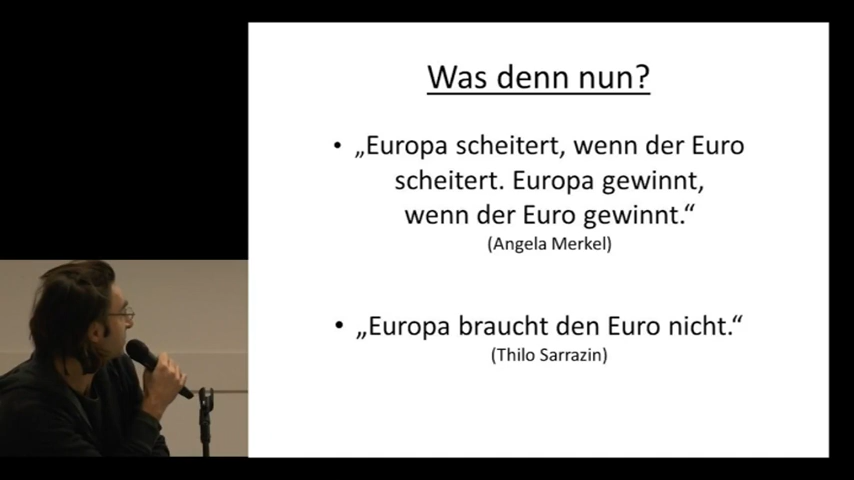 Was denn nun?
• „Europa scheitert, wenn der Euro
scheitert. Europa gewinnt,
wenn der Euro gewinnt.“
(Angela Merkel)
• „Europa braucht den Euro nicht.“
(Thilo Sarrazin)